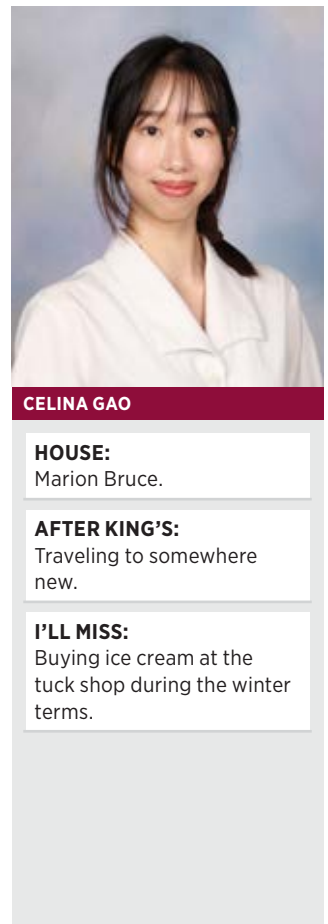 CELINA GAO
HOUSE:
Marion Bruce.
AFTER KING’S:
Traveling to somewhere
new.
I’LL MISS:
Buying ice cream at the
tuck shop during the winter
terms.